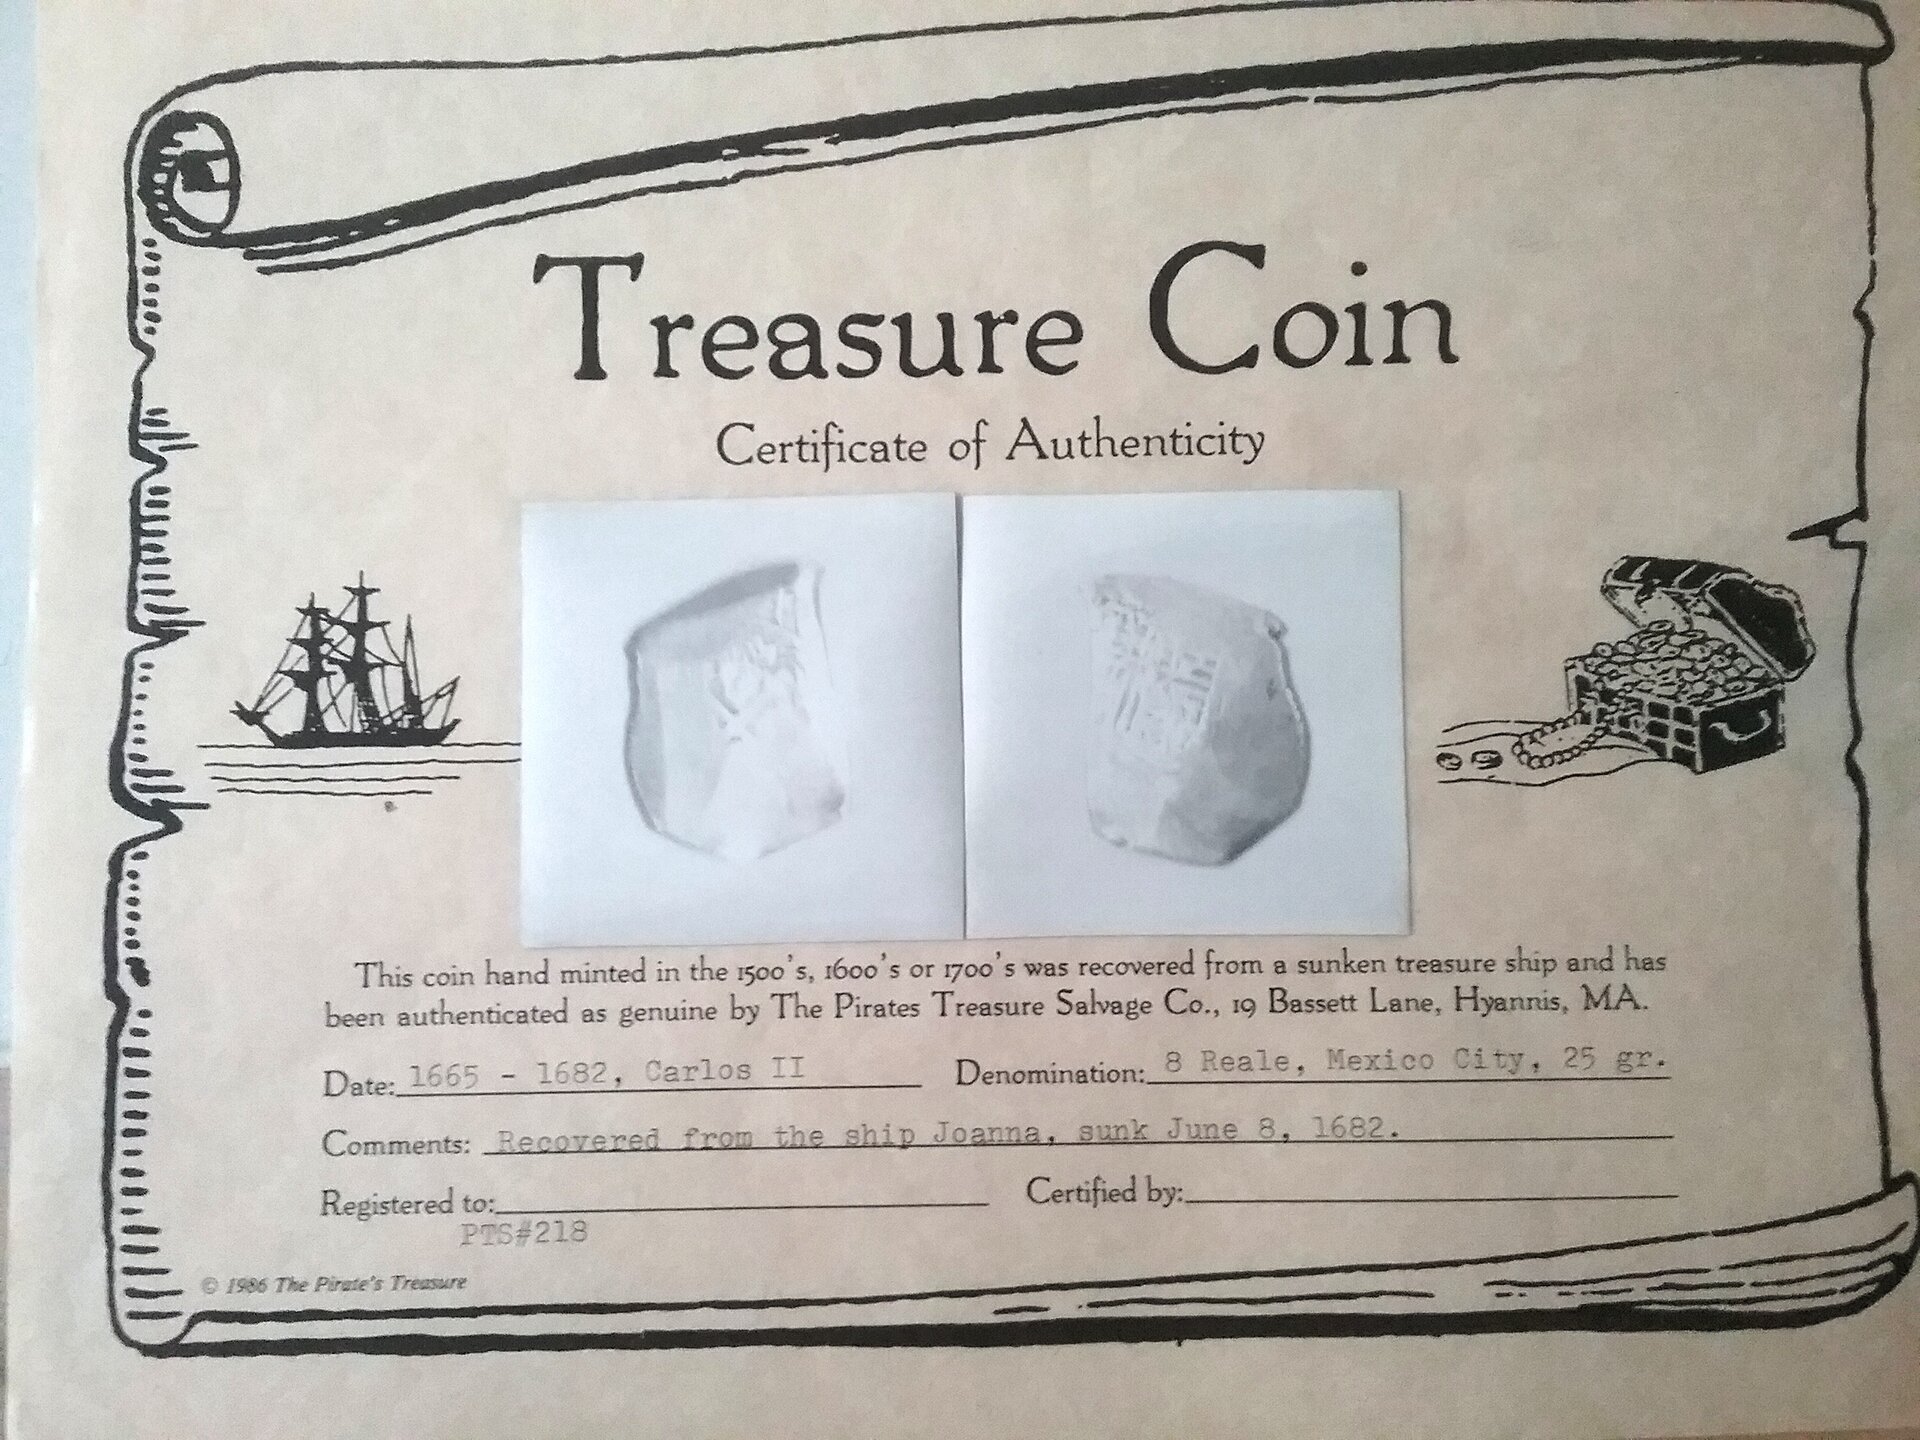 Treasure Coin
Certificate of Authenticity
This coin hand minted in the 1500's, 1600's or 1700's was recovered from a sunken treasure ship and has
been authenticated as genuine by The Pirates Treasure Salvage Co., 19 Bassett Lane, Hyannis, MA.
Date: 1665 - 1682, Carlos II Denomination: 8 Reale, Mexico City, 25 gr.
Comments: Recovered from the ship Joanna, sunk June 8, 1682.
Registered to: Certified by:
PTS#218
© 1986 The Pirate's Treasure